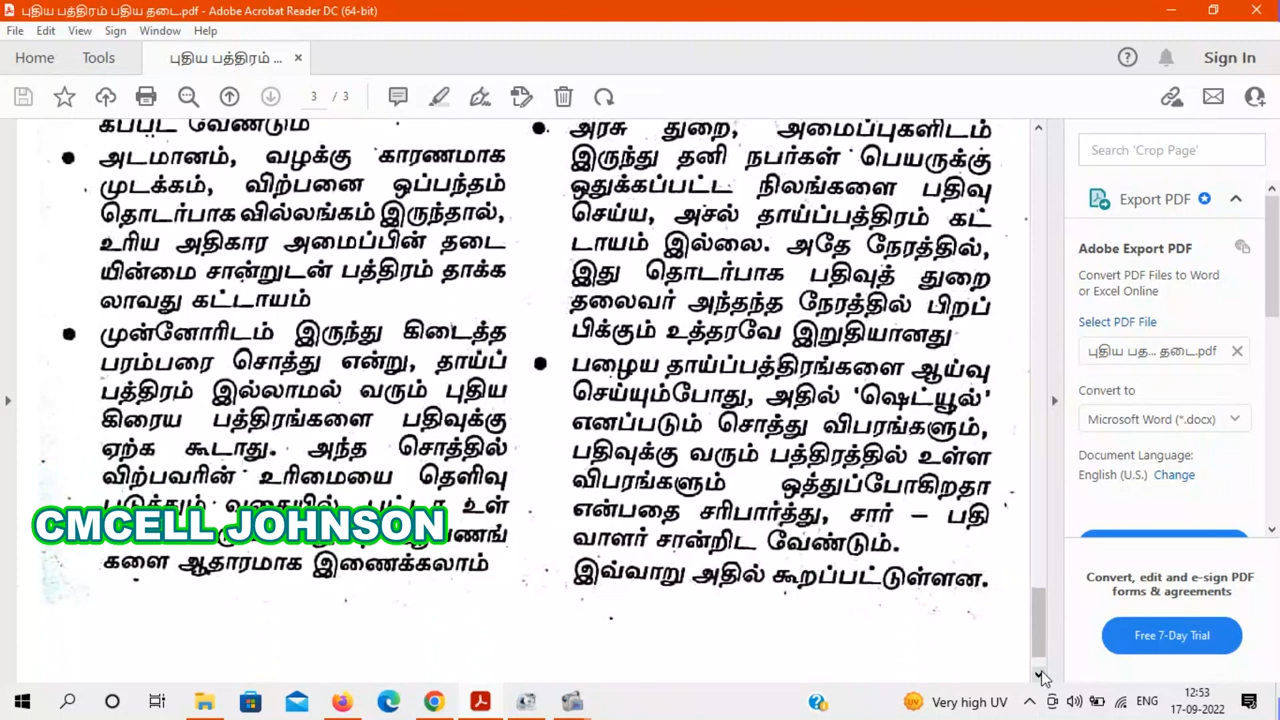 புதிய பத்திரம் பதிய தடை.pdf - Adobe Acrobat Reader DC (64-bit)
File Edit View Sign Window Help
Home Tools புதிய பத்திரம் ... × Sign In
3 / 3
கப்பட வேண்டும்
● அடமானம், வழக்கு காரணமாக
முடக்கம், விற்பனை ஒப்பந்தம்
தொடர்பாக வில்லங்கம் இருந்தால்,
உரிய அதிகார அமைப்பின் தடை
யின்மை சான்றுடன் பத்திரம் தாக்க
லாவது கட்டாயம்
● முன்னோரிடம் இருந்து கிடைத்த
பரம்பரை சொத்து என்று, தாய்ப்
பத்திரம் இல்லாமல் வரும் புதிய
கிரைய பத்திரங்களை பதிவுக்கு
ஏற்க கூடாது. அந்த சொத்தில்
விற்பவரின் உரிமையை தெளிவு
படுத்தும் வகையில் பட்டா உள்
CMCELL JOHNSON
களை ஆதாரமாக இணைக்கலாம்
● அரசு துறை, அமைப்புகளிடம்
இருந்து தனி நபர்கள் பெயருக்கு
ஒதுக்கப்பட்ட நிலங்களை பதிவு
செய்ய, அசல் தாய்ப்பத்திரம் கட்
டாயம் இல்லை. அதே நேரத்தில்,
இது தொடர்பாக பதிவுத் துறை
தலைவர் அந்தந்த நேரத்தில் பிறப்
பிக்கும் உத்தரவே இறுதியானது
● பழைய தாய்ப்பத்திரங்களை ஆய்வு
செய்யும்போது, அதில் 'ஷெட்யூல்'
எனப்படும் சொத்து விபரங்களும்,
பதிவுக்கு வரும் பத்திரத்தில் உள்ள
விபரங்களும் ஒத்துப்போகிறதா
என்பதை சரிபார்த்து, சார் – பதி
வாளர் சான்றிட வேண்டும்.
இவ்வாறு அதில் கூறப்பட்டுள்ளன.
Search 'Crop Page'
Export PDF
Adobe Export PDF
Convert PDF Files to Word
or Excel Online
Select PDF File
புதிய பத... தடை.pdf ×
Convert to
Microsoft Word (*.docx)
Document Language:
English (U.S.) Change
Convert, edit and e-sign PDF
forms & agreements
Free 7-Day Trial
Very high UV ENG 12:53
17-09-2022